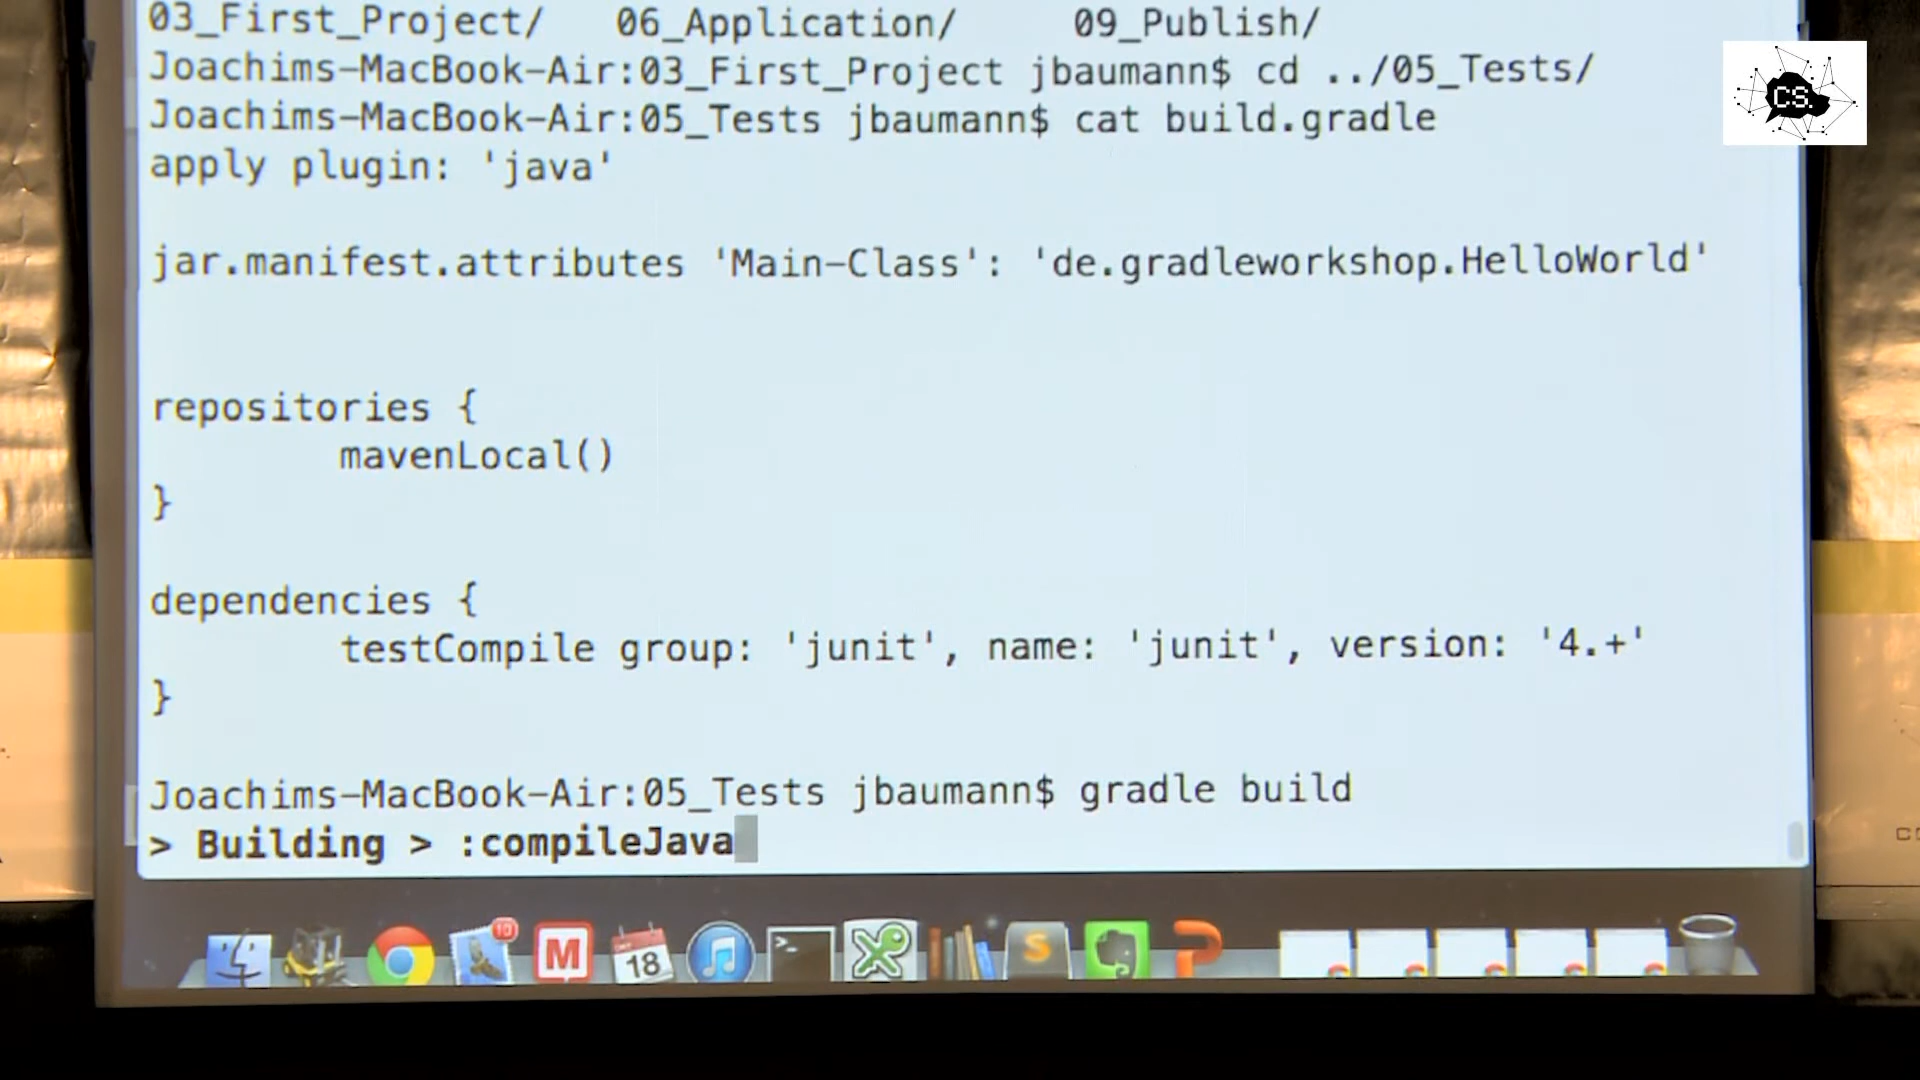 03_First_Project/ 06_Application/ 09_Publish/
Joachims-MacBook-Air:03_First_Project jbaumann$ cd ../05_Tests/
Joachims-MacBook-Air:05_Tests jbaumann$ cat build.gradle
apply plugin: 'java'
jar.manifest.attributes 'Main-Class': 'de.gradleworkshop.HelloWorld'
repositories {
mavenLocal()
}
dependencies {
testCompile group: 'junit', name: 'junit', version: '4.+'
}
Joachims-MacBook-Air:05_Tests jbaumann$ gradle build
> Building > :compileJava
CS.
10
M
18
>_
S